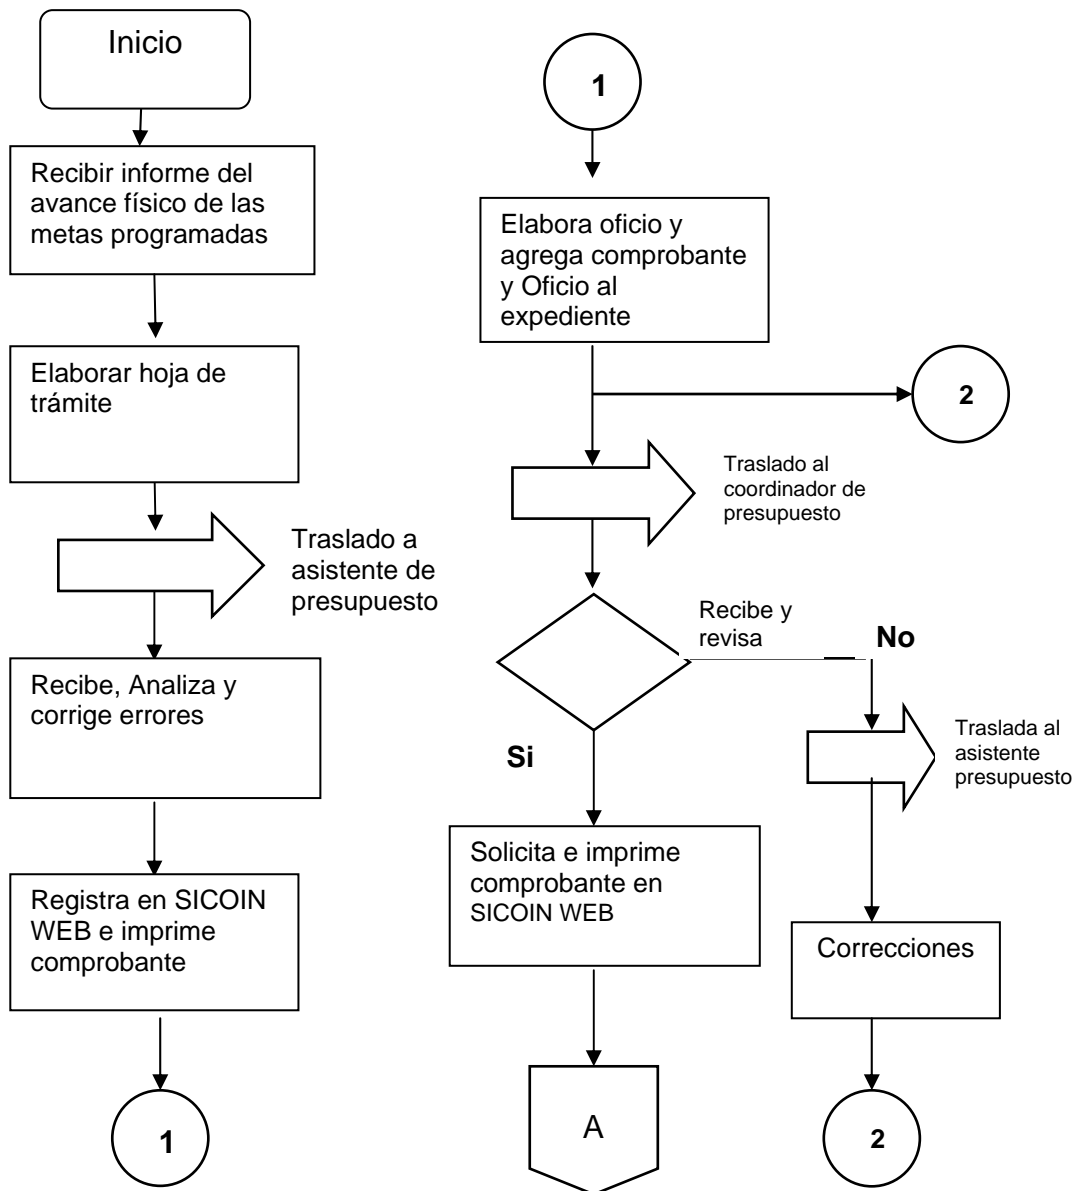 Inicio
Recibir informe del
avance físico de las
metas programadas
Elaborar hoja de
trámite
Traslado a
asistente de
presupuesto
Recibe, Analiza y
corrige errores
Registra en SICOIN
WEB e imprime
comprobante
1
1
Elabora oficio y
agrega comprobante
y Oficio al
expediente
2
Traslado al
coordinador de
presupuesto
Recibe y
revisa
No
Si
Traslada al
asistente
presupuesto
Solicita e imprime
comprobante en
SICOIN WEB
Correcciones
A
2